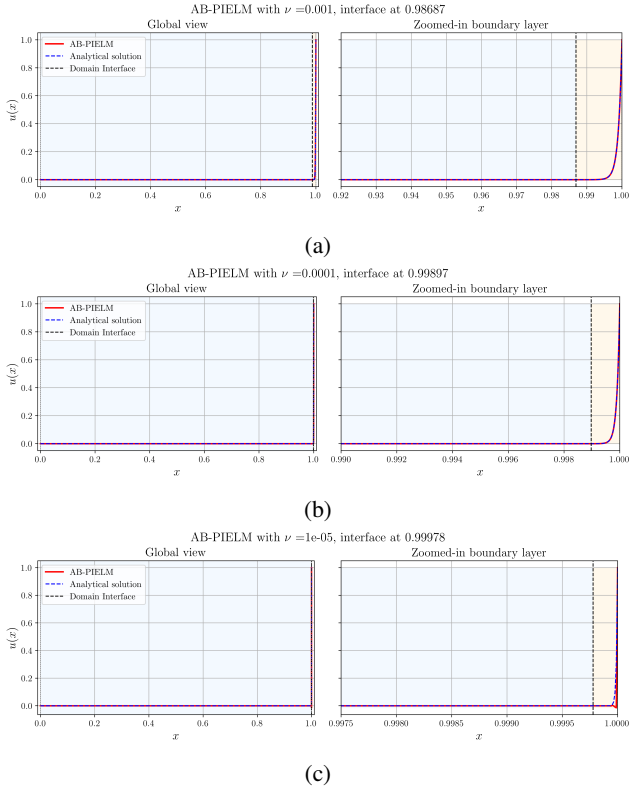 AB-PIELM with ν =0.001, interface at 0.98687
Global view
Zoomed-in boundary layer
AB-PIELM
Analytical solution
Domain Interface
u(x)
1.0
0.8
0.6
0.4
0.2
0.0
0.0 0.2 0.4 0.6 0.8 1.0
0.92 0.93 0.94 0.95 0.96 0.97 0.98 0.99 1.00
x
x
(a)
AB-PIELM with ν =0.0001, interface at 0.99897
Global view
Zoomed-in boundary layer
AB-PIELM
Analytical solution
Domain Interface
u(x)
1.0
0.8
0.6
0.4
0.2
0.0
0.0 0.2 0.4 0.6 0.8 1.0
0.990 0.992 0.994 0.996 0.998 1.000
x
x
(b)
AB-PIELM with ν =1e-05, interface at 0.99978
Global view
Zoomed-in boundary layer
AB-PIELM
Analytical solution
Domain Interface
u(x)
1.0
0.8
0.6
0.4
0.2
0.0
0.0 0.2 0.4 0.6 0.8 1.0
0.9975 0.9980 0.9985 0.9990 0.9995 1.0000
x
x
(c)